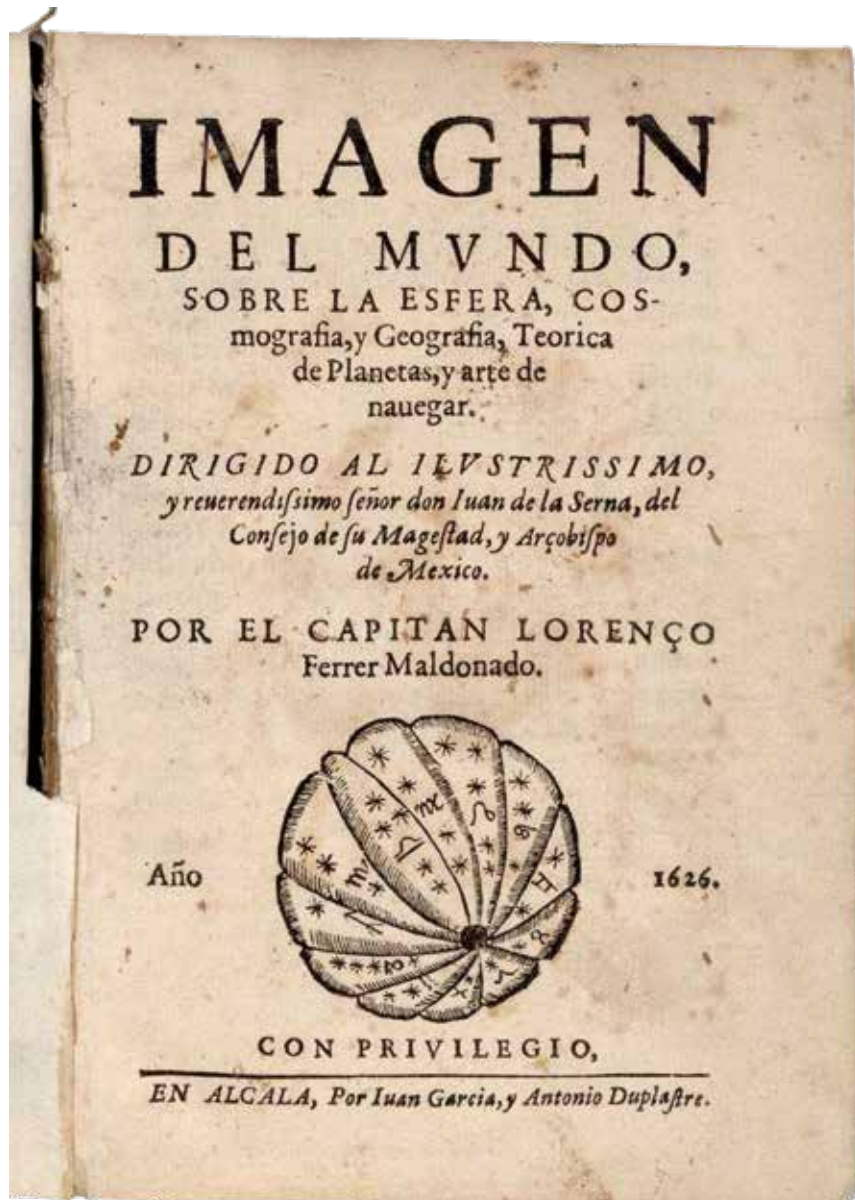 IMAGEN
DEL MVNDO,
SOBRE LA ESFERA, COS-
mografia, y Geografia, Teorica
de Planetas, y arte de
nauegar.
DIRIGIDO AL ILVSTRISSIMO,
y reuerendiſsimo ſeñor don Iuan de la Serna, del
Conſejo de ſu Mageſtad, y Arçobiſpo
de Mexico.
POR EL CAPITAN LORENÇO
Ferrer Maldonado.
Año 1626.
CON PRIVILEGIO,
EN ALCALA, Por Iuan Garcia, y Antonio Duplaſtre.